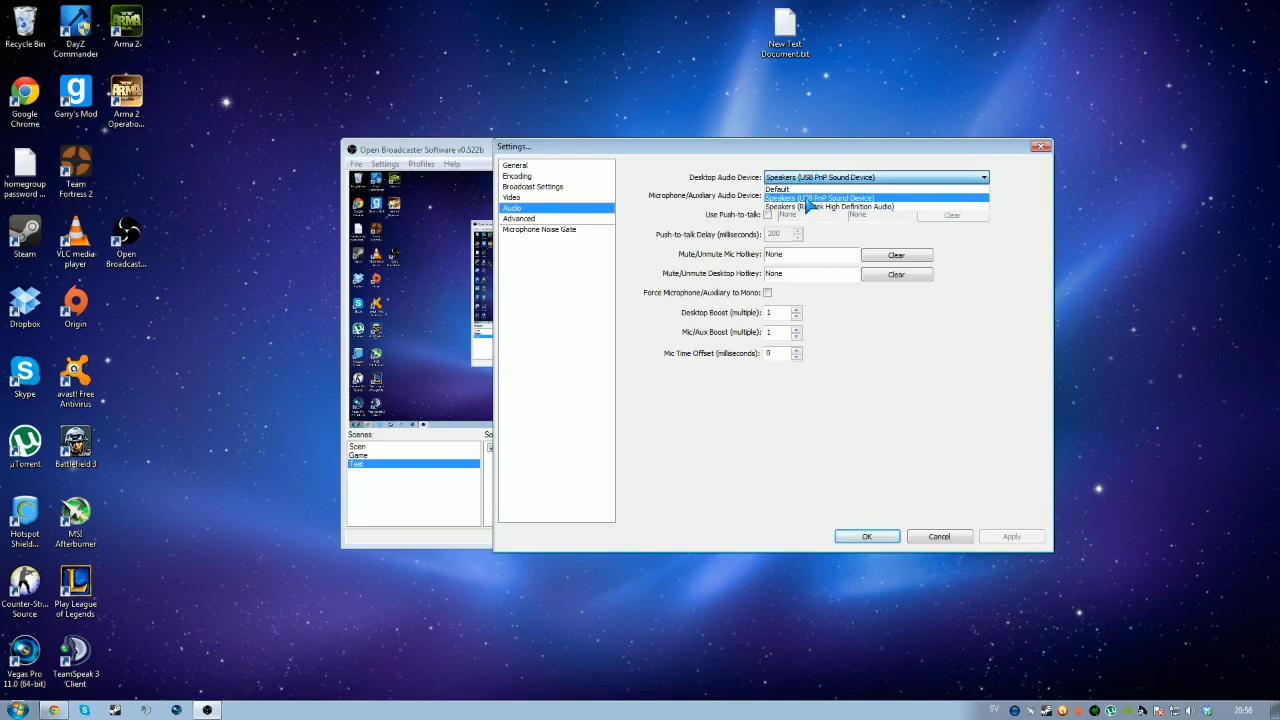 Recycle Bin
DayZ
Commander
Arma 2
Google
Chrome
Garry's Mod
Arma 2
Operatio...
homegroup
password ...
Team
Fortress 2
Steam
VLC media
player
Open
Broadcas...
Dropbox
Origin
Skype
avast! Free
Antivirus
µTorrent
Battlefield 3
Hotspot
Shield...
MSI
Afterburner
Counter-Str...
Source
Play League
of Legends
Vegas Pro
11.0 (64-bit)
TeamSpeak 3
Client
New Text
Document.txt
Open Broadcaster Software v0.522b
File Settings Profiles Help
Scenes:
Scen
Game
Test
Settings...
General
Encoding
Broadcast Settings
Video
Audio
Advanced
Microphone Noise Gate
Desktop Audio Device: Speakers (USB PnP Sound Device)
Default
Microphone/Auxiliary Audio Device: Speakers (USB PnP Sound Device)
High Definition Audio)
Use Push-to-talk: None None Clear
Push-to-talk Delay (milliseconds): 200
Mute/Unmute Mic Hotkey: None Clear
Mute/Unmute Desktop Hotkey: None Clear
Force Microphone/Auxiliary to Mono:
Desktop Boost (multiple): 1
Mic/Aux Boost (multiple): 1
Mic Time Offset (milliseconds): 0
OK Cancel Apply
SV 20:56